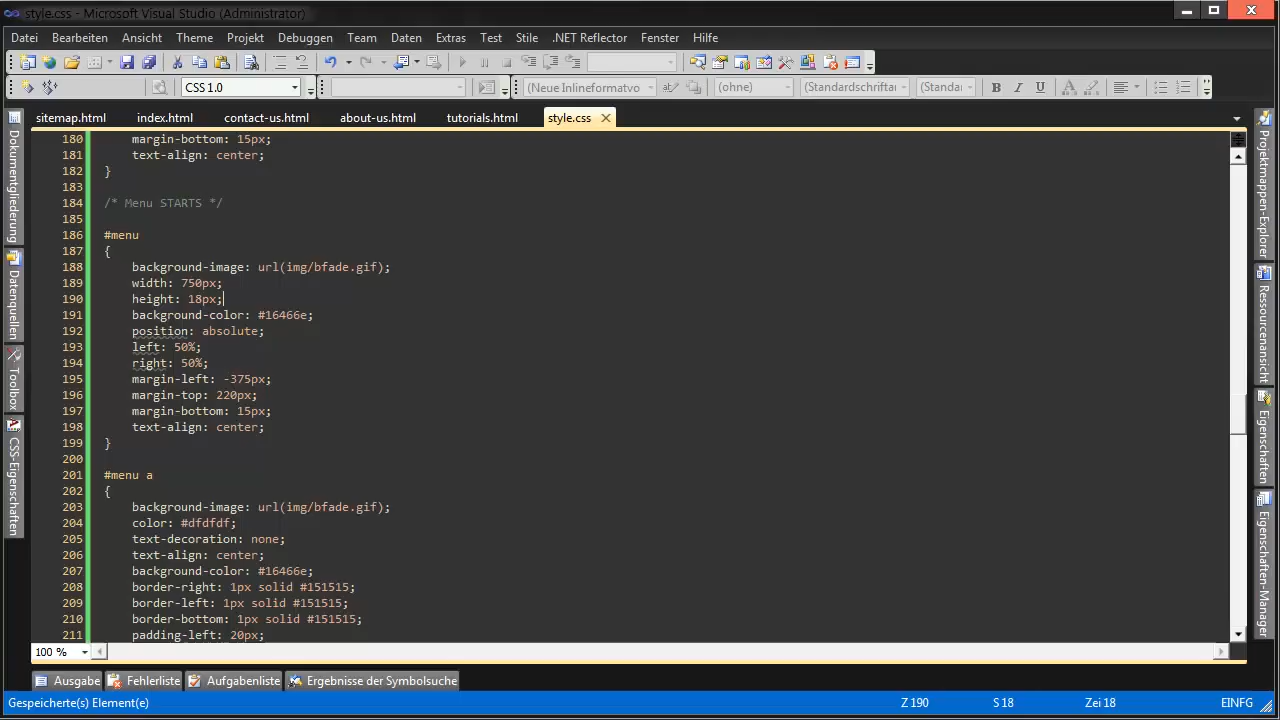 style.css - Microsoft Visual Studio (Administrator)
Datei Bearbeiten Ansicht Theme Projekt Debuggen Team Daten Extras Test Stile .NET Reflector Fenster Hilfe
CSS 1.0 (Neue Inlineformatvo (ohne) (Standardschriftar (Standar B I U
sitemap.html index.html contact-us.html about-us.html tutorials.html style.css
Dokumentgliederung
Datenquellen
Toolbox
CSS-Eigenschaften
180 margin-bottom: 15px;
181 text-align: center;
182 }
183
184 /* Menu STARTS */
185
186 #menu
187 {
188 background-image: url(img/bfade.gif);
189 width: 750px;
190 height: 18px;
191 background-color: #16466e;
192 position: absolute;
193 left: 50%;
194 right: 50%;
195 margin-left: -375px;
196 margin-top: 220px;
197 margin-bottom: 15px;
198 text-align: center;
199 }
200
201 #menu a
202 {
203 background-image: url(img/bfade.gif);
204 color: #dfdfdf;
205 text-decoration: none;
206 text-align: center;
207 background-color: #16466e;
208 border-right: 1px solid #151515;
209 border-left: 1px solid #151515;
210 border-bottom: 1px solid #151515;
211 padding-left: 20px;
Projektmappen-Explorer
Ressourcenansicht
Eigenschaften
Eigenschaften-Manager
100 %
Ausgabe Fehlerliste Aufgabenliste Ergebnisse der Symbolsuche
Gespeicherte(s) Element(e) Z 190 S 18 Zei 18 EINFG